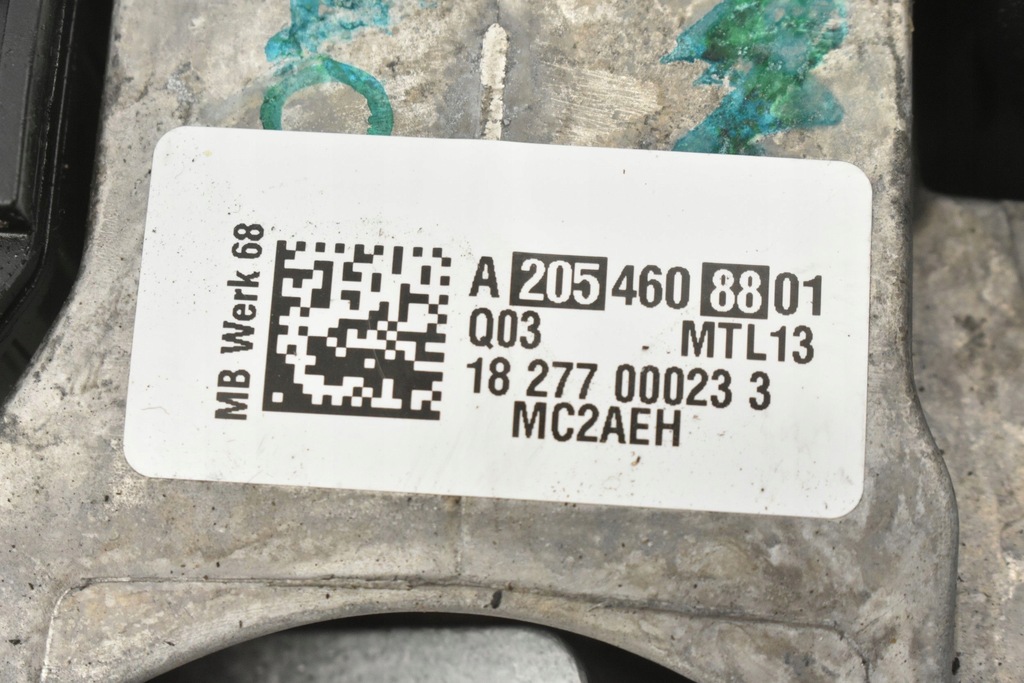 MB Werk 68
A 205 460 88 01
Q03 MTL13
18 277 00023 3
MC2AEH